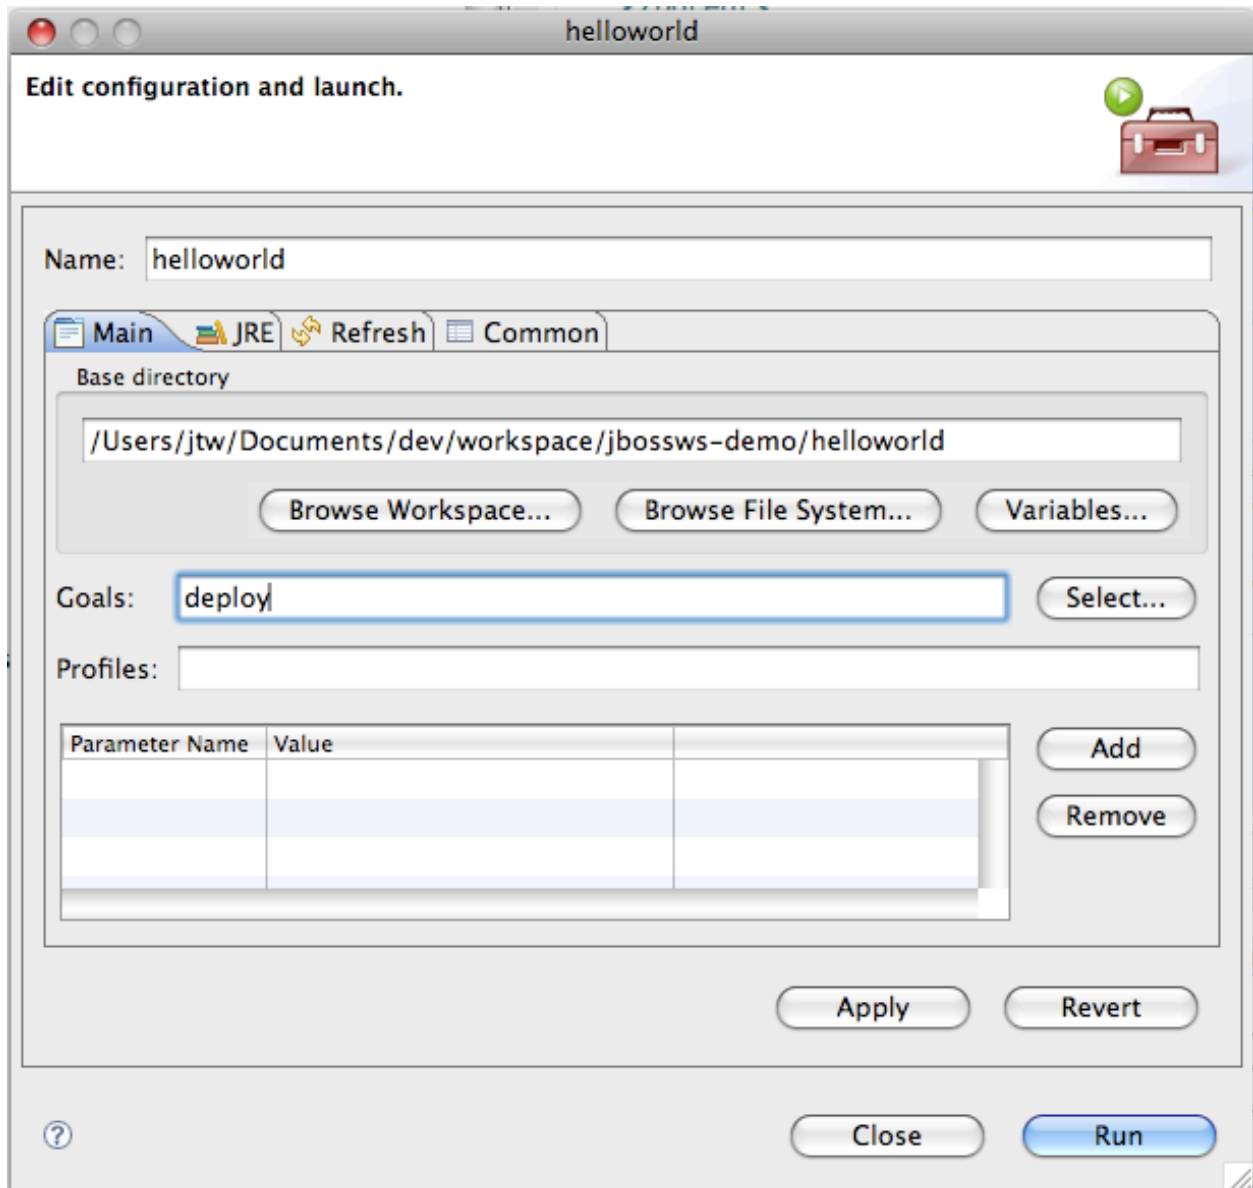 helloworld
Edit configuration and launch.
Name: helloworld
Main JRE Refresh Common
Base directory
/Users/jtw/Documents/dev/workspace/jbossws-demo/helloworld
Browse Workspace... Browse File System... Variables...
Goals: deploy Select...
Profiles:
Parameter Name Value Add
Remove
Apply Revert
? Close Run